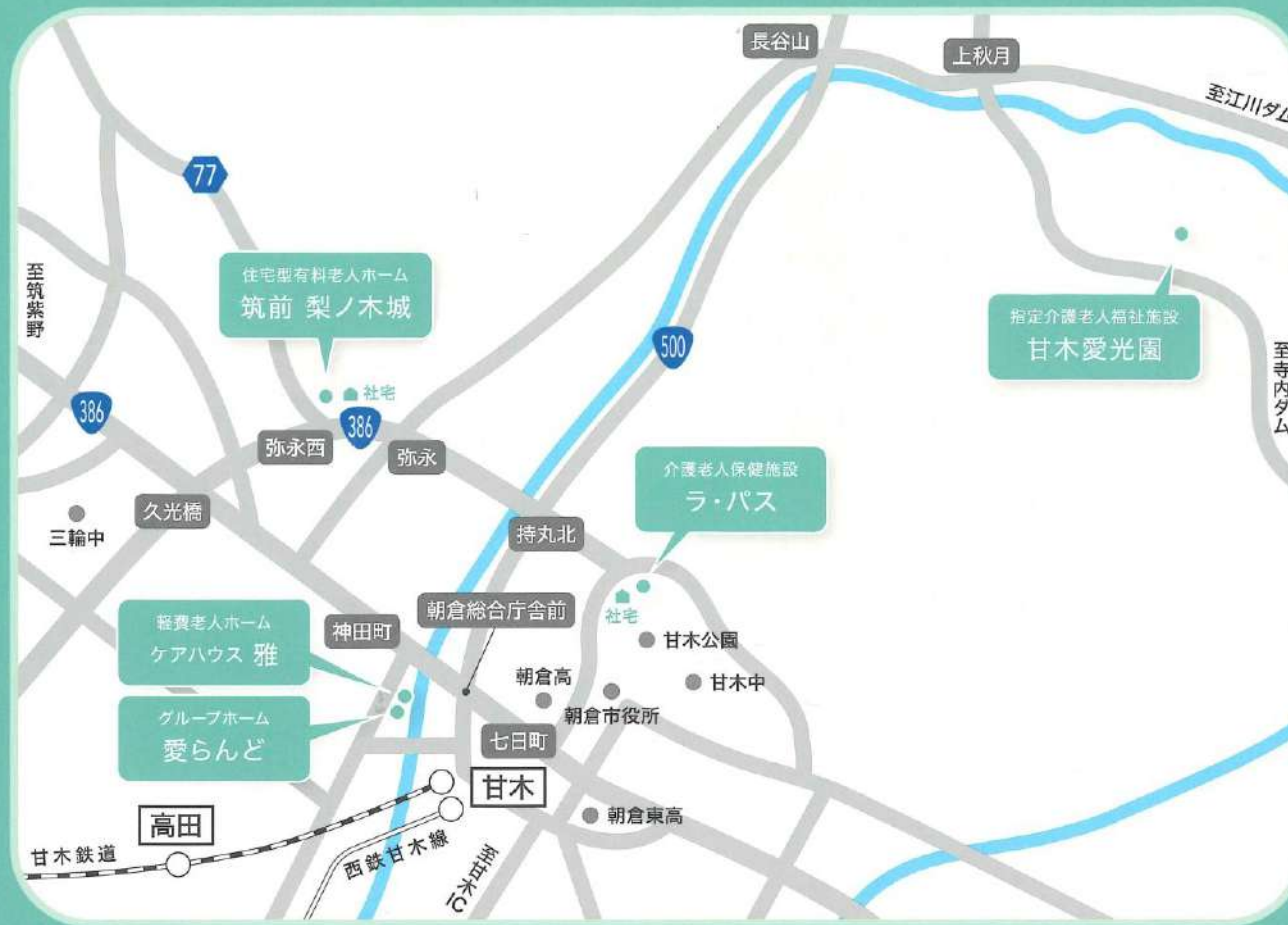 長谷山
上秋月
至江川ダム
77
住宅型有料老人ホーム
筑前 梨ノ木城
至筑紫野
指定介護老人福祉施設
甘木愛光園
至寺内ダム
500
社宅
386
386
弥永西
弥永
介護老人保健施設
ラ・パス
久光橋
三輪中
持丸北
社宅
軽費老人ホーム
ケアハウス 雅
神田町
朝倉総合庁舎前
甘木公園
朝倉高
甘木中
朝倉市役所
グループホーム
愛らんど
七日町
甘木
高田
朝倉東高
甘木鉄道
西鉄甘木線
至甘木IC